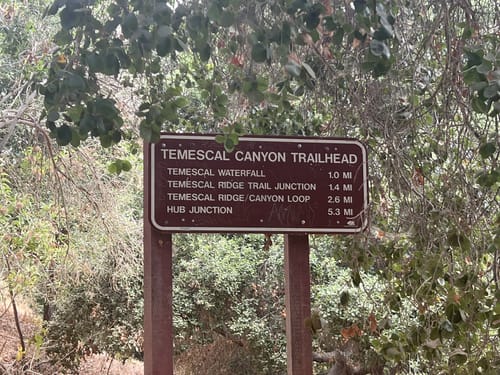 TEMESCAL CANYON TRAILHEAD
TEMESCAL WATERFALL 1.0 MI
TEMESCAL RIDGE TRAIL JUNCTION 1.4 MI
TEMESCAL RIDGE/CANYON LOOP 2.6 MI
HUB JUNCTION 5.3 MI